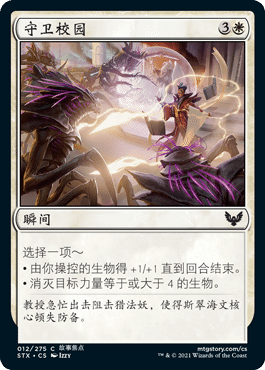 守卫校园 3
瞬间
选择一项～
• 由你操控的生物得 +1/+1 直到回合结束。
• 消灭目标力量等于或大于 4 的生物。
教授急忙出击阻击猎法妖，使得斯翠海文核
心顿失防备。
012/275 C 故事焦点
STX • CS Izzy
mtgstory.com/cs
™ & © 2021 Wizards of the Coast